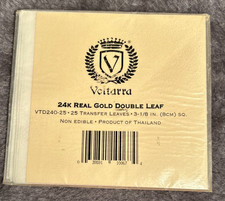 V
Voitarra
24K Real Gold Double Leaf
VTD240-25 • 25 Transfer Leaves • 3-1/8 in. (8cm) sq.
Non edible • Product of Thailand